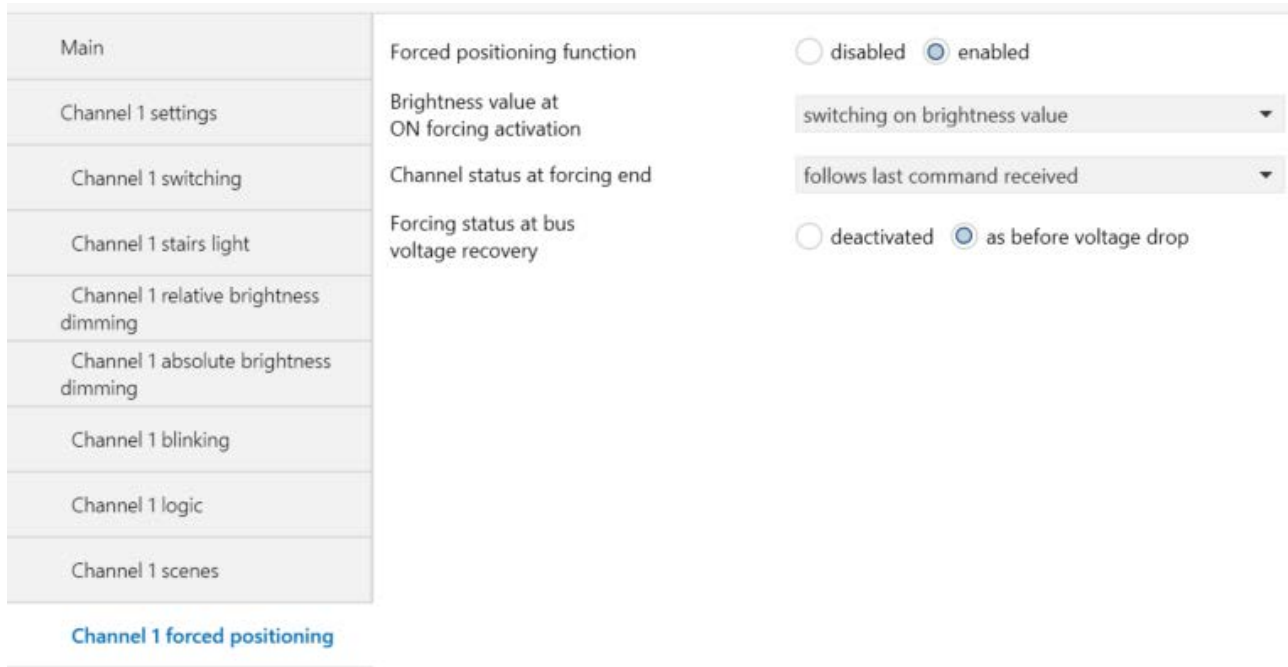 Main
Channel 1 settings
Channel 1 switching
Channel 1 stairs light
Channel 1 relative brightness
dimming
Channel 1 absolute brightness
dimming
Channel 1 blinking
Channel 1 logic
Channel 1 scenes
Channel 1 forced positioning
Forced positioning function
disabled enabled
Brightness value at
ON forcing activation
switching on brightness value
Channel status at forcing end
follows last command received
Forcing status at bus
voltage recovery
deactivated as before voltage drop